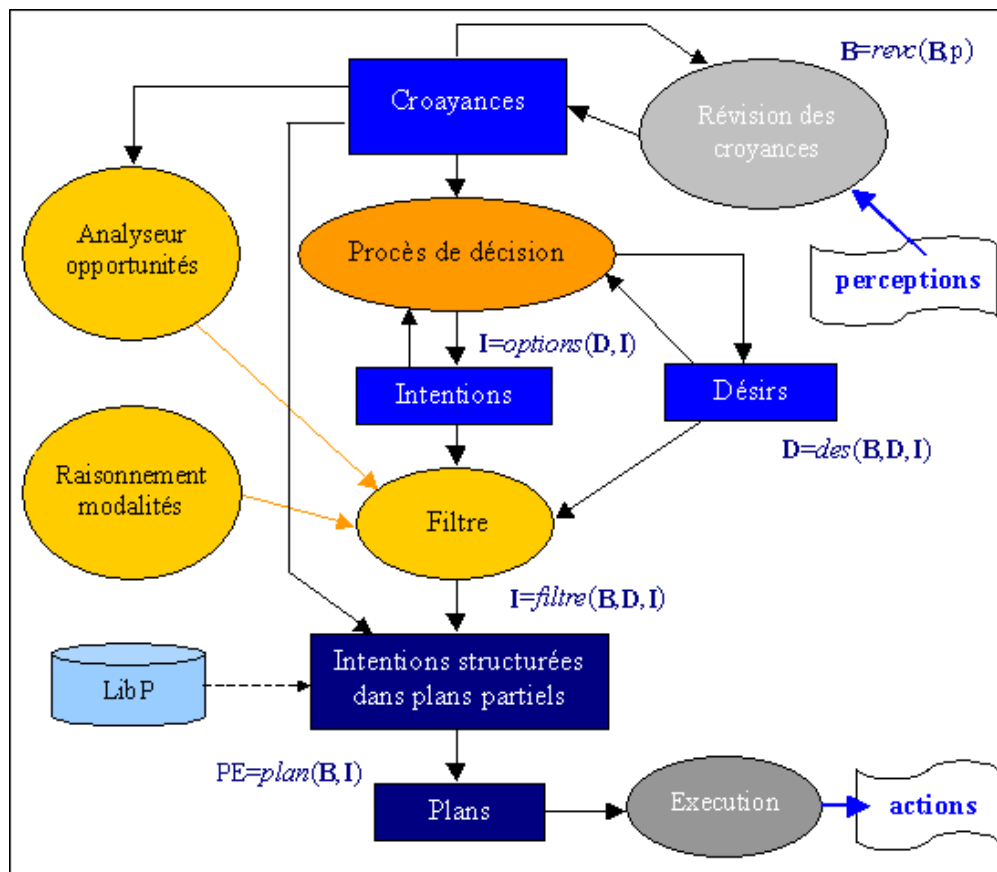 B=revc(B,p)
Croayances
Révision des
croyances
Analyseur
opportunités
Procès de décision
perceptions
I=options(D,I)
Intentions
Désirs
D=des(B,D,I)
Raisonnement
modalités
Filtre
I=filtre(B,D,I)
Intentions structurées
dans plans partiels
LibP
PE=plan(B,I)
Plans
Execution
actions